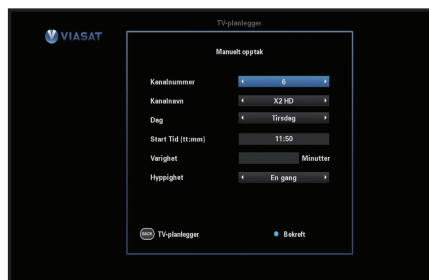 TV-planlegger
VIASAT
Manuelt opptak
Kanalnummer 6
Kanalnavn X2 HD
Dag Tirsdag
Start Tid (tt:mm) 11:50
Varighet Minutter
Hyppighet En gang
BACK TV-planlegger Bekreft